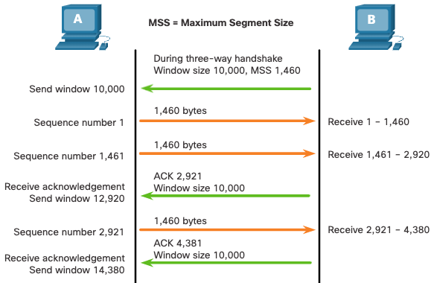 A
MSS = Maximum Segment Size
B
During three-way handshake
Window size 10,000, MSS 1,460
Send window 10,000
1,460 bytes
Sequence number 1
Receive 1 – 1,460
1,460 bytes
Sequence number 1,461
Receive 1,461 – 2,920
ACK 2,921
Window size 10,000
Receive acknowledgement
Send window 12,920
1,460 bytes
Sequence number 2,921
Receive 2,921 – 4,380
ACK 4,381
Window size 10,000
Receive acknowledgement
Send window 14,380